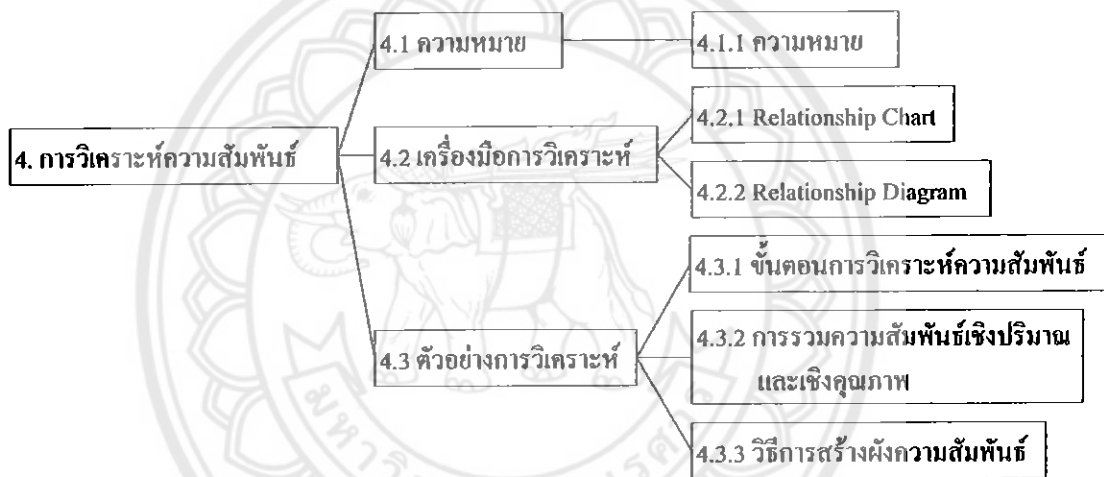 4. การวิเคราะห์ความสัมพันธ์
4.1 ความหมาย
4.1.1 ความหมาย
4.2 เครื่องมือการวิเคราะห์
4.2.1 Relationship Chart
4.2.2 Relationship Diagram
4.3 ตัวอย่างการวิเคราะห์
4.3.1 ขั้นตอนการวิเคราะห์ความสัมพันธ์
4.3.2 การรวมความสัมพันธ์เชิงปริมาณ
และเชิงคุณภาพ
4.3.3 วิธีการสร้างผังความสัมพันธ์